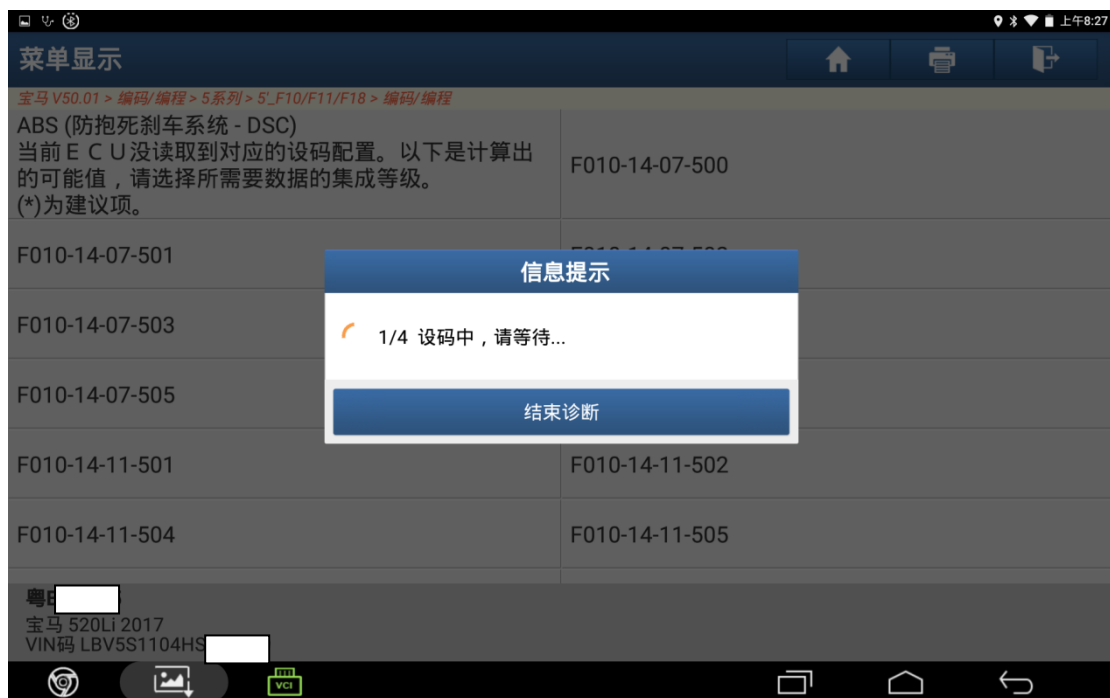 上午8:27
菜单显示
宝马 V50.01 > 编码/编程 > 5系列 > 5'_F10/F11/F18 > 编码/编程
ABS (防抱死刹车系统 - DSC)
当前ＥＣＵ没读取到对应的设码配置。以下是计算出
的可能值，请选择所需要数据的集成等级。
(*)为建议项。
F010-14-07-500
F010-14-07-501
信息提示
F010-14-07-503
1/4 设码中，请等待...
F010-14-07-505
结束诊断
F010-14-11-501
F010-14-11-502
F010-14-11-504
F010-14-11-505
粤
宝马 520Li 2017
VIN码 LBV5S1104HS
VCI